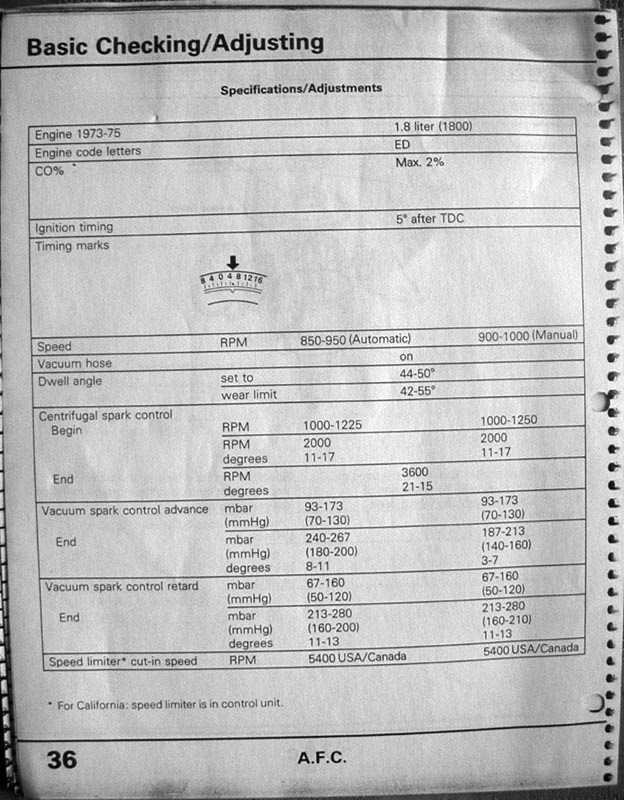 Basic Checking/Adjusting
Specifications/Adjustments
Engine 1973-75 1.8 liter (1800)
Engine code letters ED
CO% Max. 2%
Ignition timing 5° after TDC
Timing marks
8 4 0 4 8 12 16
Speed RPM 850-950 (Automatic) 900-1000 (Manual)
Vacuum hose on
Dwell angle set to 44-50°
wear limit 42-55°
Centrifugal spark control
Begin RPM 1000-1225 1000-1250
RPM 2000 2000
degrees 11-17 11-17
End RPM 3600
degrees 21-15
Vacuum spark control advance mbar 93-173 93-173
(mmHg) (70-130) (70-130)
End mbar 240-267 187-213
(mmHg) (180-200) (140-160)
degrees 8-11 3-7
Vacuum spark control retard mbar 67-160 67-160
(mmHg) (50-120) (50-120)
End mbar 213-280 213-280
(mmHg) (160-200) (160-210)
degrees 11-13 11-13
Speed limiter* cut-in speed RPM 5400 USA/Canada 5400 USA/Canada
* For California: speed limiter is in control unit.
36 A.F.C.